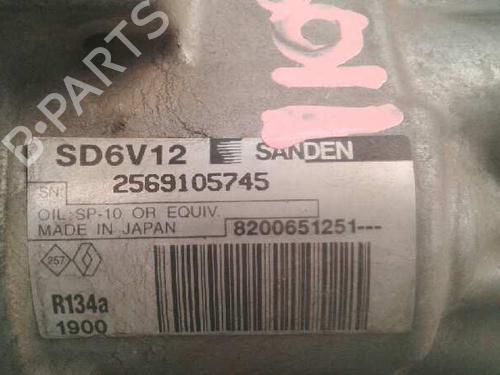 B-PARTS
SD6V12 SANDEN
SN: 2569105745
OIL:SP-10 OR EQUIV.
MADE IN JAPAN 8200651251---
257
R134a
1900